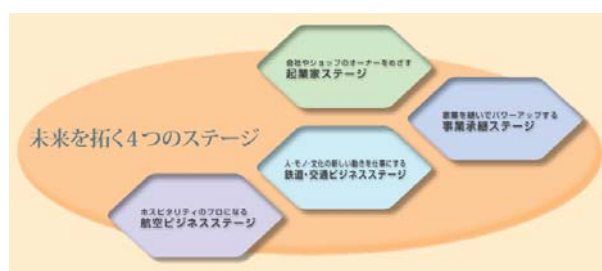 会社やショップのオーナーをめざす
起業家ステージ
家業を継いでパワーアップする
事業承継ステージ
未来を拓く4つのステージ
人・モノ・文化の新しい動きを仕事にする
鉄道・交通ビジネスステージ
ホスピタリティのプロになる
航空ビジネスステージ